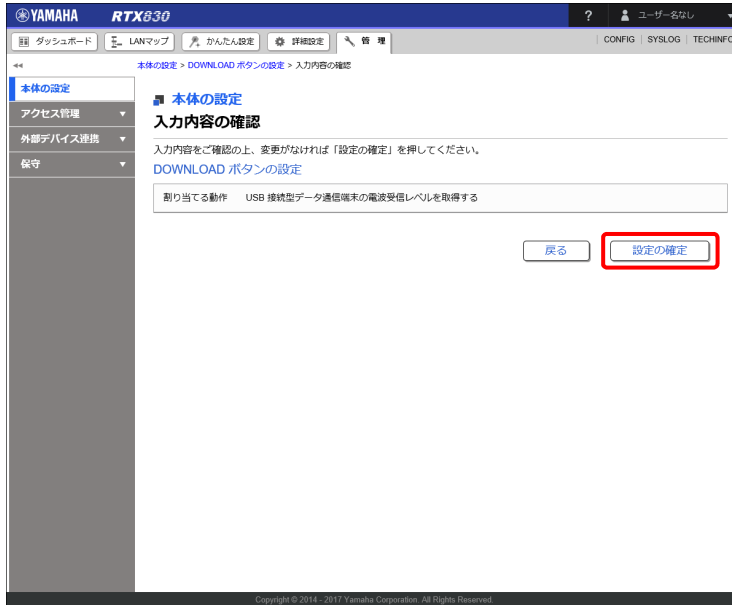 YAMAHA RTX830 ? ユーザー名なし
ダッシュボード LANマップ かんたん設定 詳細設定 管 理 CONFIG SYSLOG TECHINFO
本体の設定 > DOWNLOAD ボタンの設定 > 入力内容の確認
本体の設定
アクセス管理
外部デバイス連携
保守
本体の設定
入力内容の確認
入力内容をご確認の上、変更がなければ「設定の確定」を押してください。
DOWNLOAD ボタンの設定
割り当てる動作 USB 接続型データ通信端末の電波受信レベルを取得する
戻る 設定の確定
Copyright © 2014 - 2017 Yamaha Corporation. All Rights Reserved.